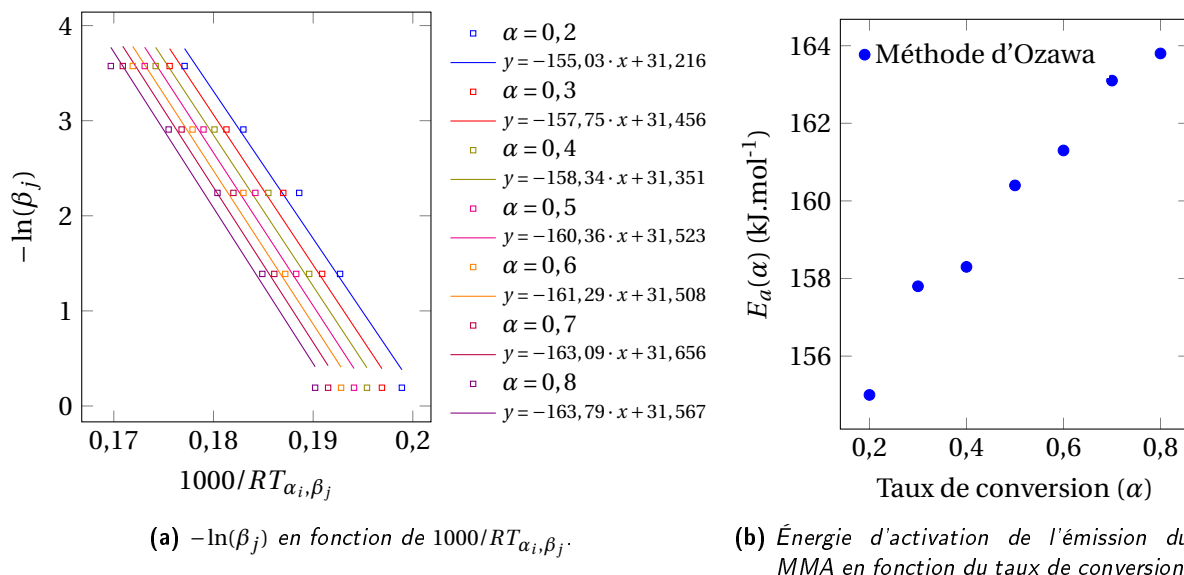 4
3
2
1
0
−ln(β_j)
0,17 0,18 0,19 0,2
1000/RT_{α_i,β_j}
α = 0,2
y = −155,03 · x + 31,216
α = 0,3
y = −157,75 · x + 31,456
α = 0,4
y = −158,34 · x + 31,351
α = 0,5
y = −160,36 · x + 31,523
α = 0,6
y = −161,29 · x + 31,508
α = 0,7
y = −163,09 · x + 31,656
α = 0,8
y = −163,79 · x + 31,567
(a) −ln(β_j) en fonction de 1000/RT_{α_i,β_j}.
164
162
160
158
156
E_a(α) (kJ.mol⁻¹)
Méthode d'Ozawa
0,2 0,4 0,6 0,8
Taux de conversion (α)
(b) Énergie d'activation de l'émission du
MMA en fonction du taux de conversion